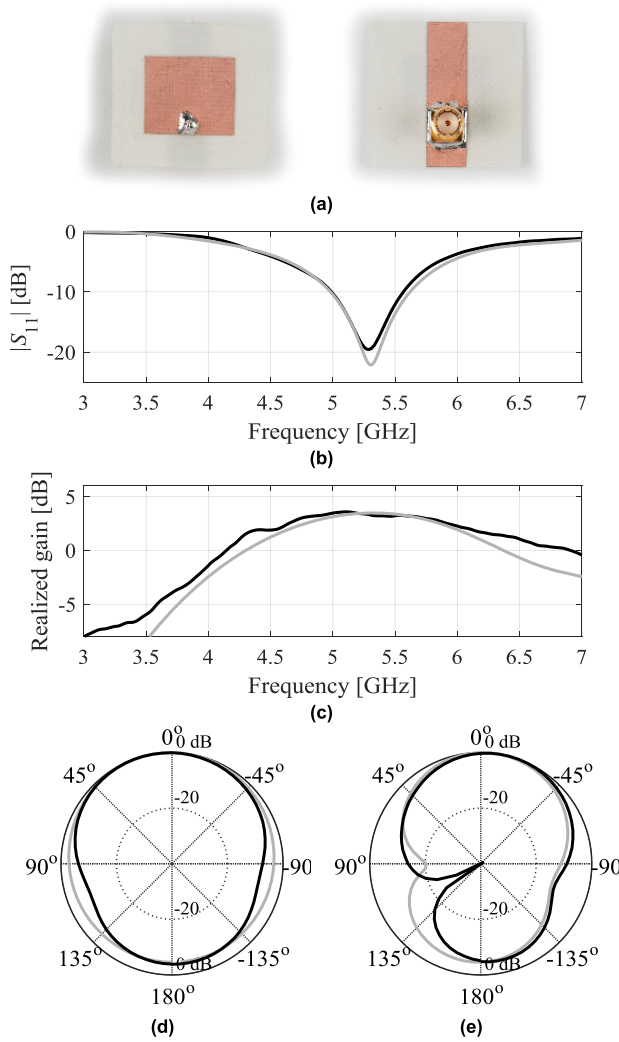 (a)
0
-10
-20
|S11| [dB]
3 3.5 4 4.5 5 5.5 6 6.5 7
Frequency [GHz]
(b)
5
0
-5
Realized gain [dB]
3 3.5 4 4.5 5 5.5 6 6.5 7
Frequency [GHz]
(c)
0º 0 dB
45º -45º
-20
90º -90
-20
135º -135º
0 dB
180º
(d)
0º 0 dB
45º -45º
-20
90º -90
-20
135º -135º
0 dB
180º
(e)